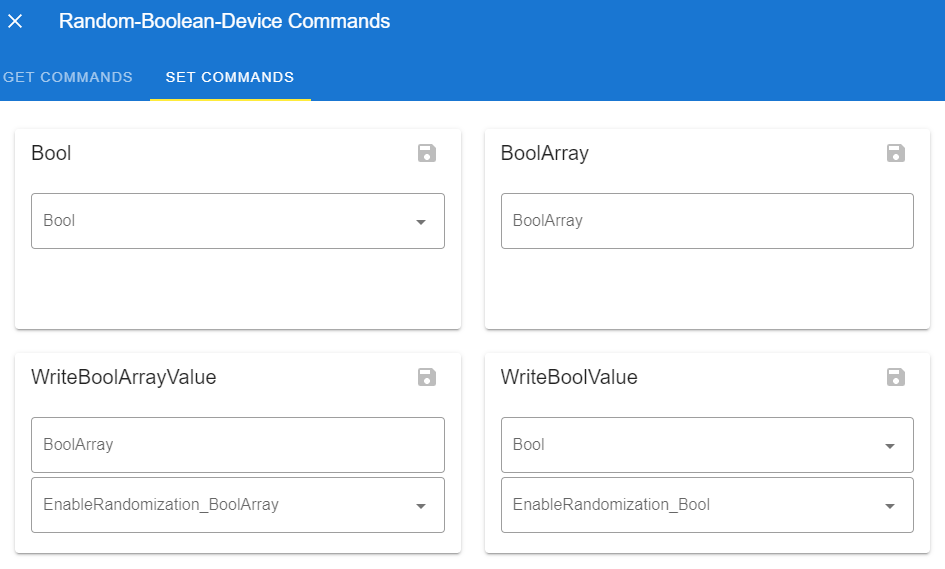 Random-Boolean-Device Commands
GET COMMANDS
SET COMMANDS
Bool
Bool
BoolArray
BoolArray
WriteBoolArrayValue
BoolArray
EnableRandomization_BoolArray
WriteBoolValue
Bool
EnableRandomization_Bool